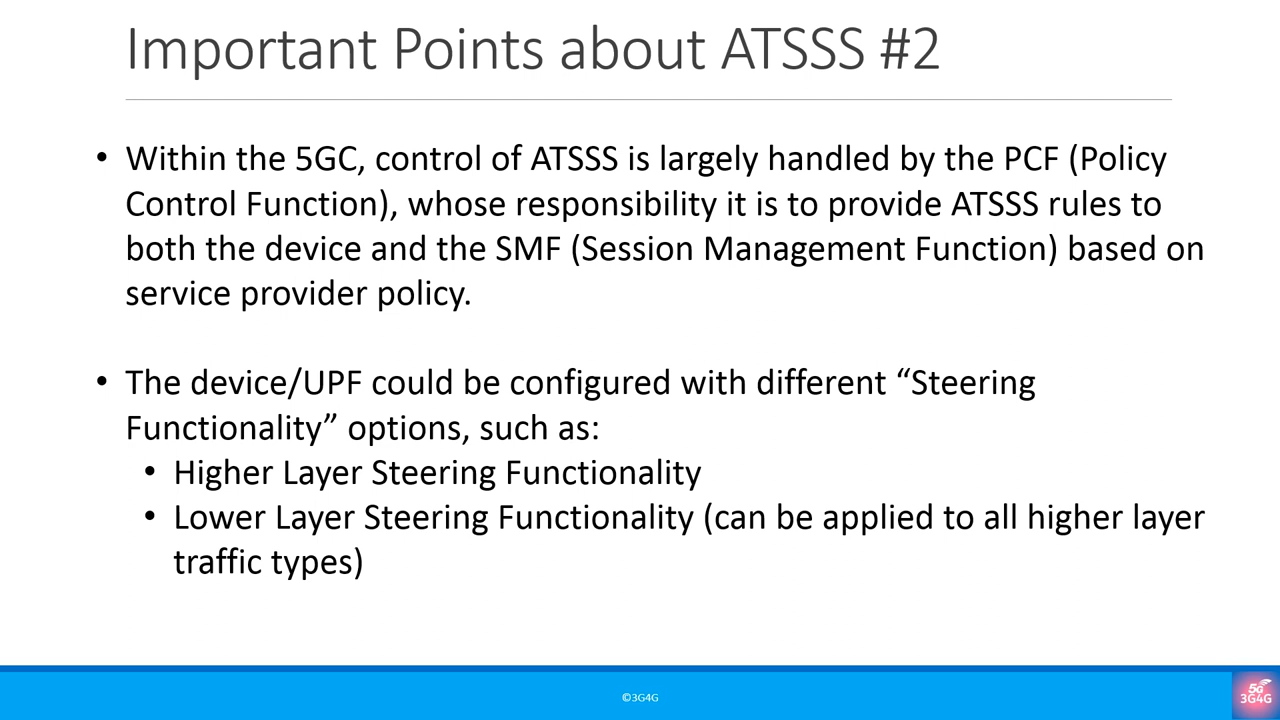 Important Points about ATSSS #2
• Within the 5GC, control of ATSSS is largely handled by the PCF (Policy
Control Function), whose responsibility it is to provide ATSSS rules to
both the device and the SMF (Session Management Function) based on
service provider policy.
• The device/UPF could be configured with different “Steering
Functionality” options, such as:
• Higher Layer Steering Functionality
• Lower Layer Steering Functionality (can be applied to all higher layer
traffic types)
©3G4G
5G
3G4G